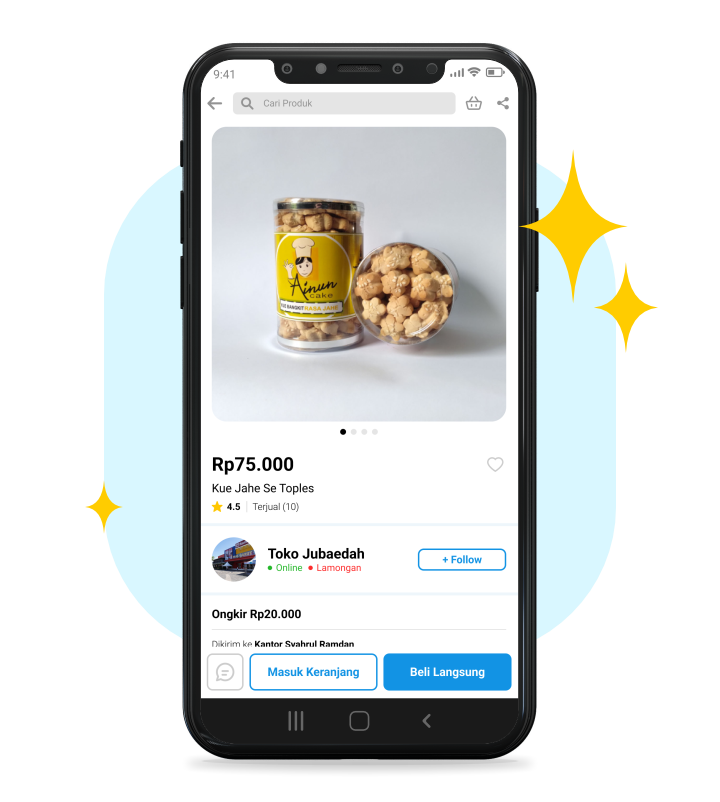 9:41
Cari Produk
Ainun
cake
KUE BANGKIT RASA JAHE
Rp75.000
Kue Jahe Se Toples
4.5 Terjual (10)
Toko Jubaedah
Online Lamongan
+ Follow
Ongkir Rp20.000
Dikirim ke Kantor Syahrul Ramdan
Masuk Keranjang
Beli Langsung